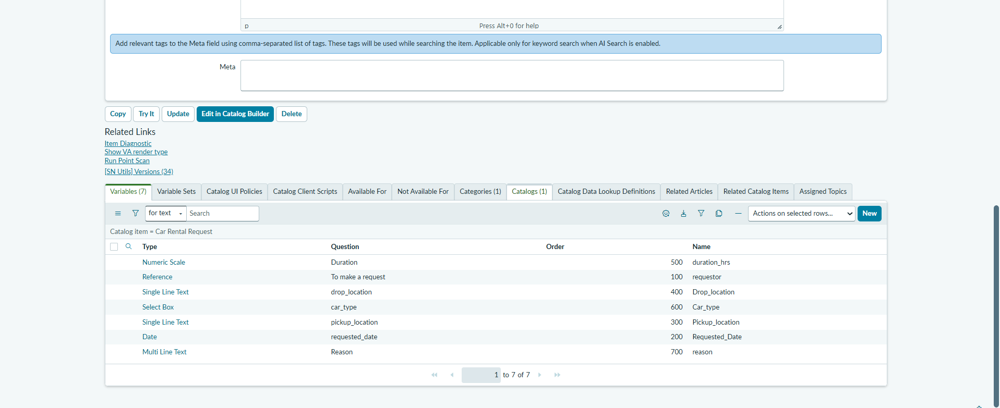 p Press Alt+0 for help
Add relevant tags to the Meta field using comma-separated list of tags. These tags will be used while searching the item. Applicable only for keyword search when AI Search is enabled.
Meta
Copy Try It Update Edit in Catalog Builder Delete
Related Links
Item Diagnostic
Show VA render type
Run Point Scan
[SN Utils] Versions (34)
Variables (7) Variable Sets Catalog UI Policies Catalog Client Scripts Available For Not Available For Categories (1) Catalogs (1) Catalog Data Lookup Definitions Related Articles Related Catalog Items Assigned Topics
for text Search Actions on selected rows... New
Catalog item = Car Rental Request
Type Question Order Name
Numeric Scale Duration 500 duration_hrs
Reference To make a request 100 requestor
Single Line Text drop_location 400 Drop_location
Select Box car_type 600 Car_type
Single Line Text pickup_location 300 Pickup_location
Date requested_date 200 Requested_Date
Multi Line Text Reason 700 reason
1 to 7 of 7